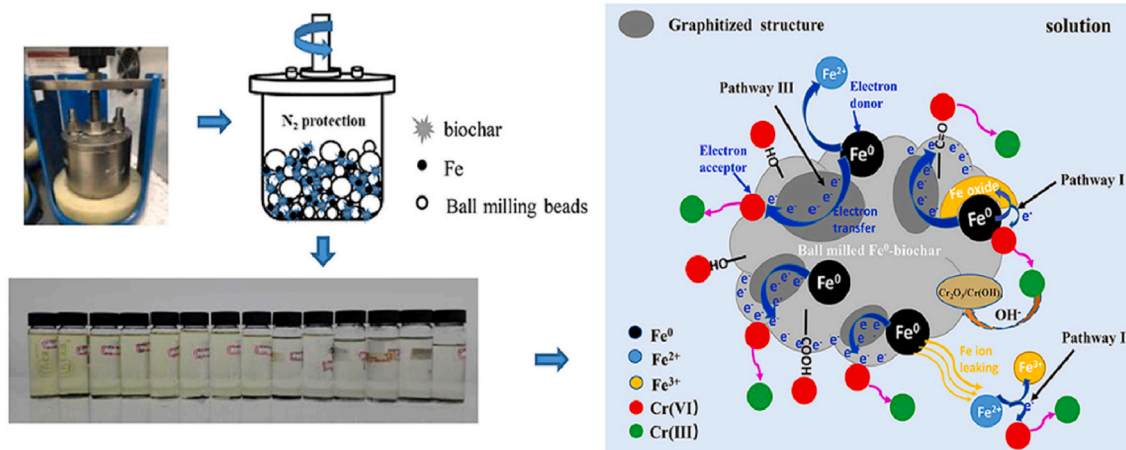 N₂ protection
biochar
Fe
Ball milling beads
Graphitized structure
solution
Fe²⁺
Pathway III
Electron
donor
C=O
HO
Fe⁰
Electron
acceptor
e⁻ e⁻ e⁻ e⁻ e⁻
Fe oxide
Pathway I
Fe⁰
e⁻
Electron
transfer
Ball milled Fe⁰-biochar
HO
Fe⁰
Cr₂O₃/Cr(OH)
OH⁻
COOH
Fe⁰
Pathway I
Fe ion
leaking
Fe³⁺
Fe²⁺
e⁻
Fe⁰
Fe²⁺
Fe³⁺
Cr(VI)
Cr(III)